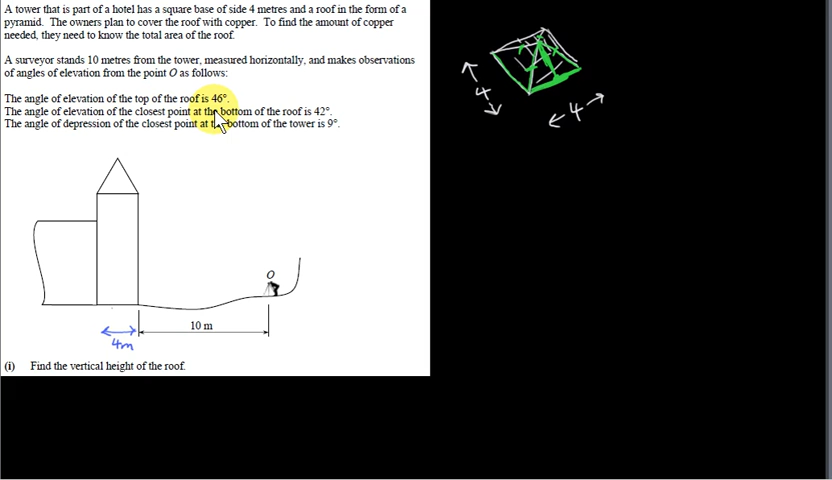 A tower that is part of a hotel has a square base of side 4 metres and a roof in the form of a
pyramid. The owners plan to cover the roof with copper. To find the amount of copper
needed, they need to know the total area of the roof.
A surveyor stands 10 metres from the tower, measured horizontally, and makes observations
of angles of elevation from the point O as follows:
The angle of elevation of the top of the roof is 46°.
The angle of elevation of the closest point at the bottom of the roof is 42°.
The angle of depression of the closest point at the bottom of the tower is 9°.
4
4
O
10 m
4m
(i) Find the vertical height of the roof.